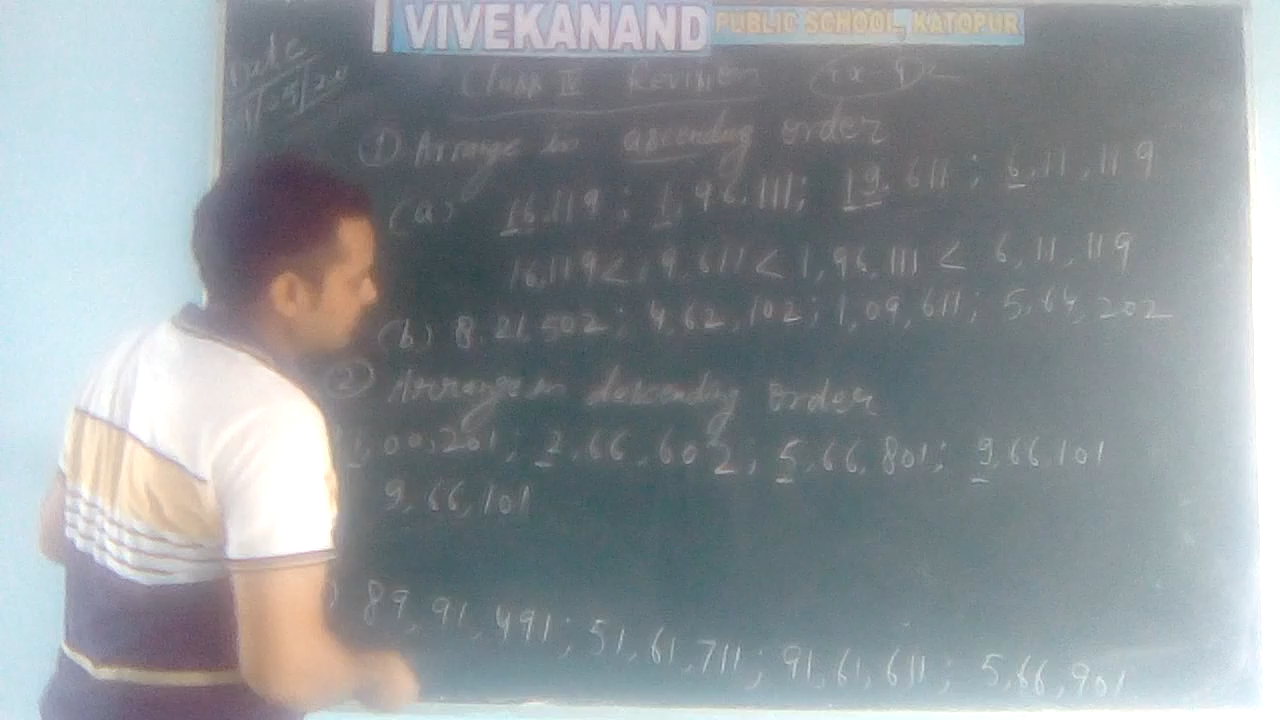 VIVEKANAND PUBLIC SCHOOL, KATOPUR
Date
Class IV Revision
① Arrange in ascending order
(a) 16,119 ; 1,96,111 ; 19,611 ; 6,11,119
16,119 < 19,611 < 1,96,111 < 6,11,119
(b) 8,21,502 ; 4,62,102 ; 1,09,611 ; 5,64,202
② Arrange in descending order
1,00,201 ; 2,66,602 ; 5,66,801 ; 9,66,101
9,66,101
89,91,491 ; 51,61,711 ; 91,61,611 ; 5,66,901